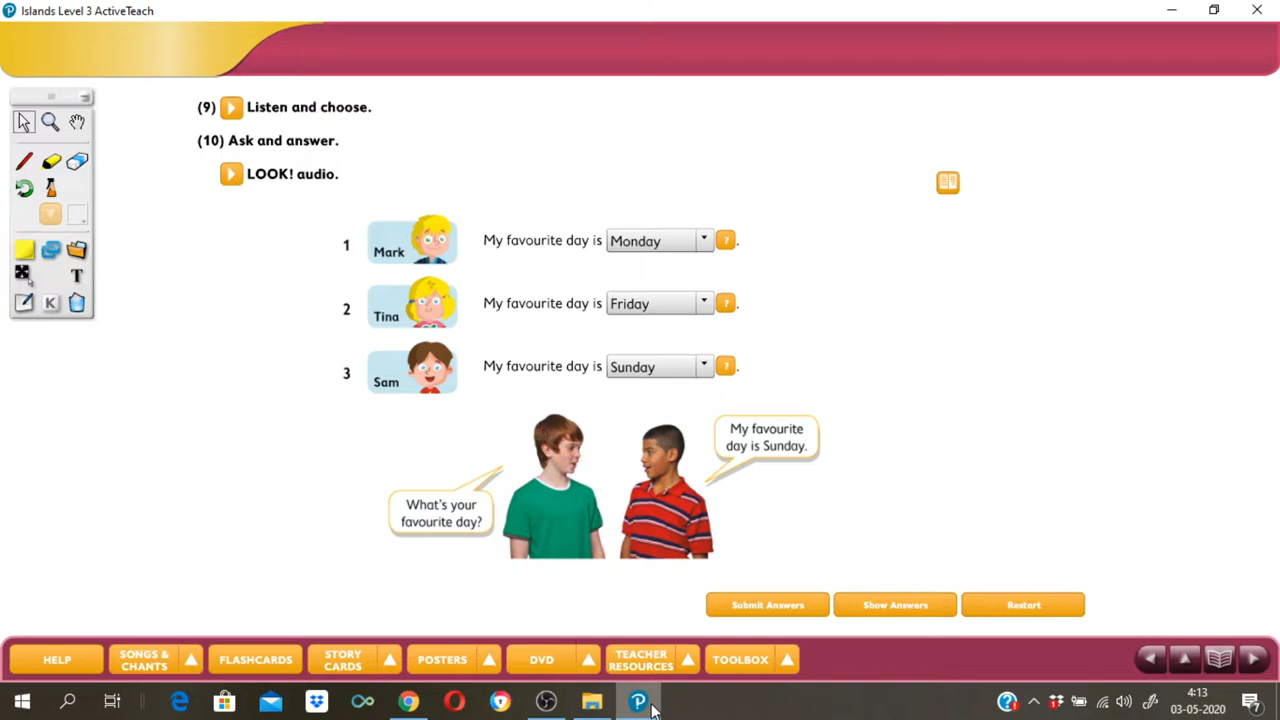 Islands Level 3 ActiveTeach
(9) Listen and choose.
(10) Ask and answer.
LOOK! audio.
1 Mark My favourite day is Monday ? .
2 Tina My favourite day is Friday ? .
3 Sam My favourite day is Sunday ? .
My favourite
day is Sunday.
What's your
favourite day?
T
K
Submit Answers Show Answers Restart
HELP
SONGS &
CHANTS
FLASHCARDS
STORY
CARDS
POSTERS
DVD
TEACHER
RESOURCES
TOOLBOX
4:13
03-05-2020
7